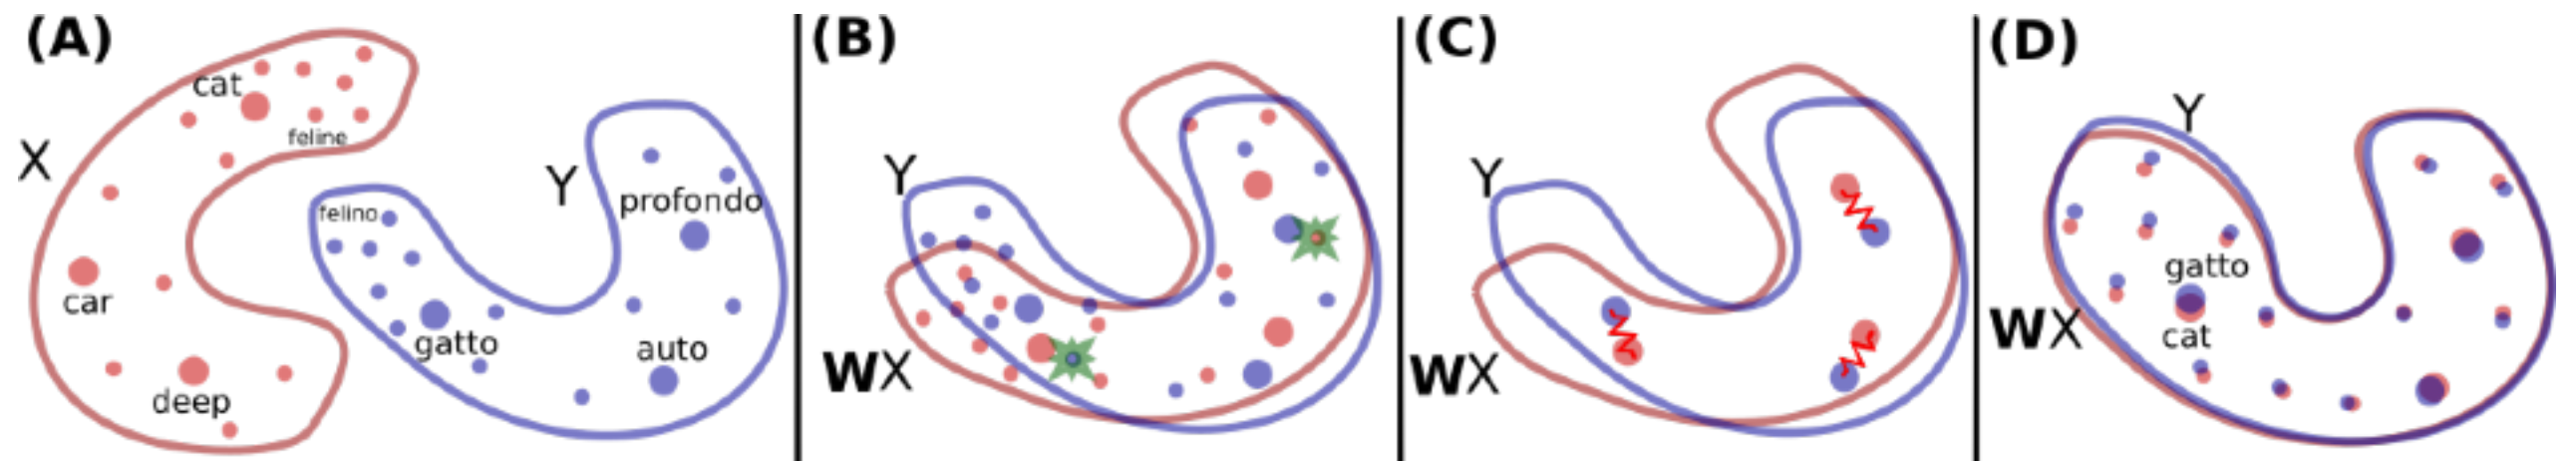 (A)
cat
feline
X
car
deep
Y
felino
profondo
gatto
auto
(B)
Y
WX
(C)
Y
WX
(D)
Y
gatto
WX
cat